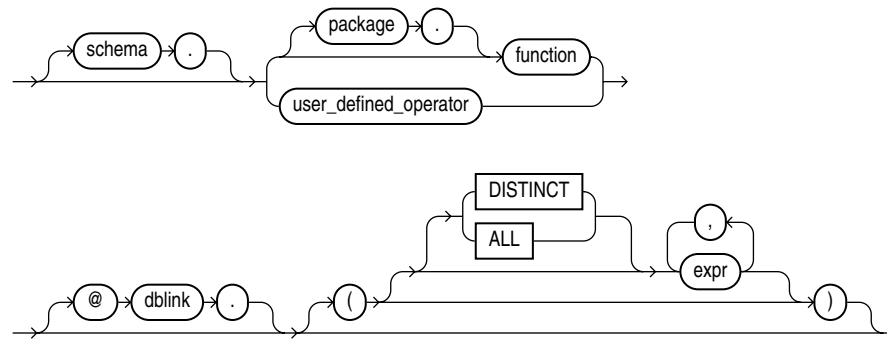 package .
schema . function
user_defined_operator
DISTINCT
ALL ,
expr
@ dblink . ( )